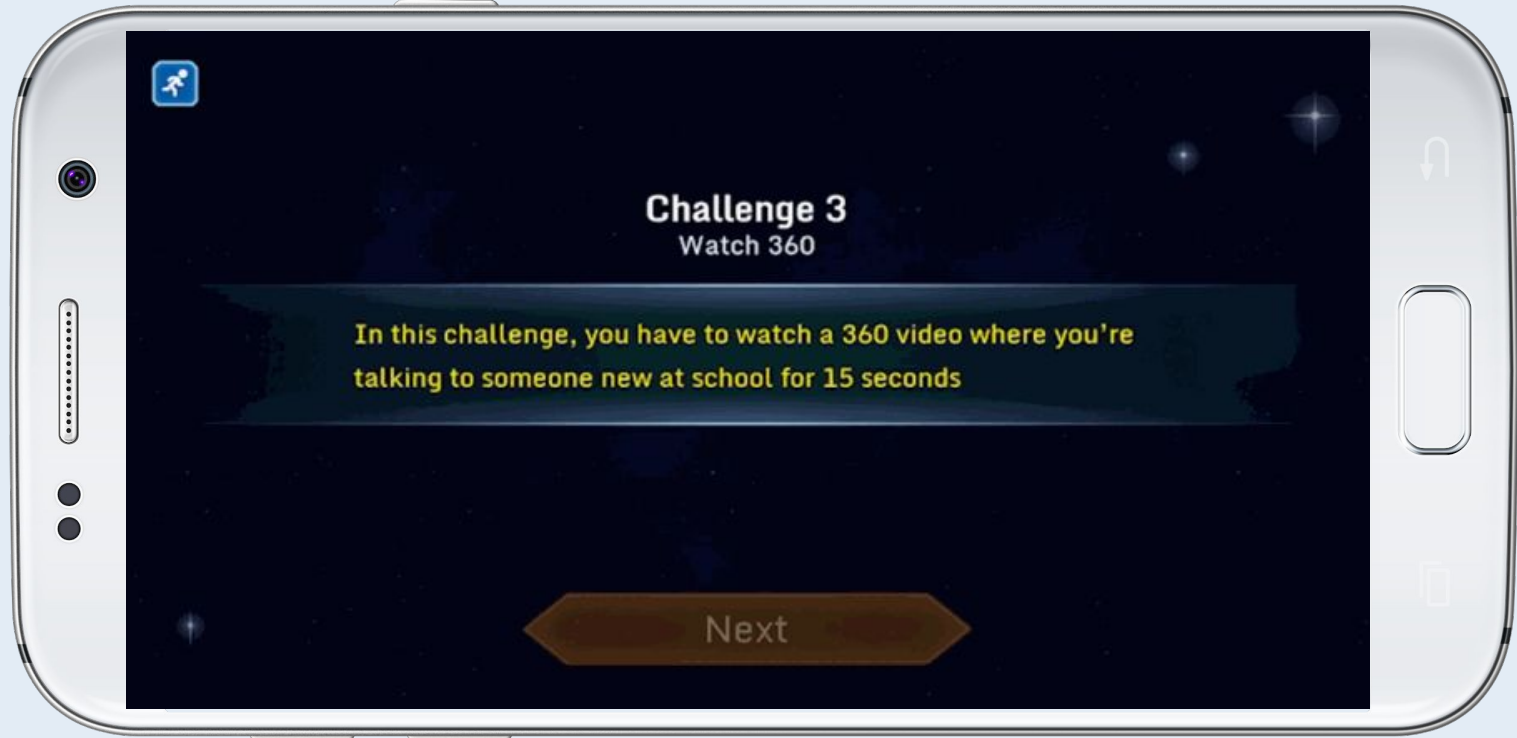 Challenge 3
Watch 360
In this challenge, you have to watch a 360 video where you're
talking to someone new at school for 15 seconds
Next